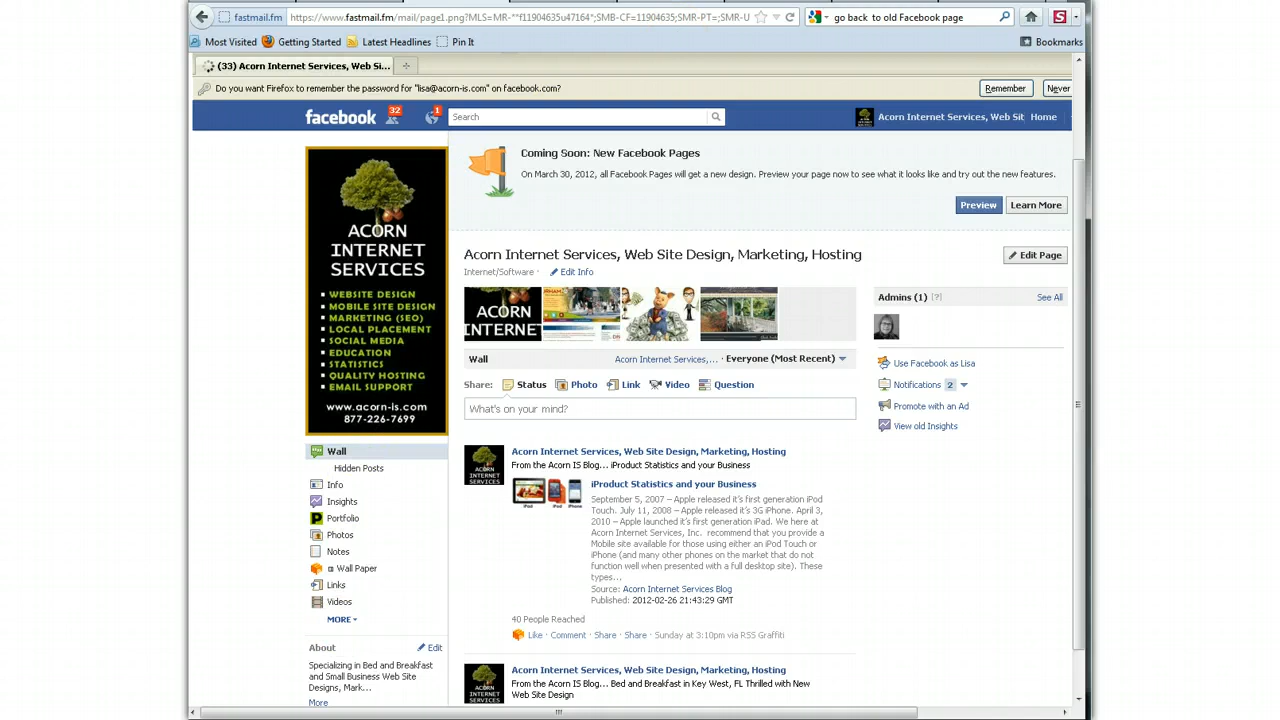 fastmail.fm
https://www.fastmail.fm/mail/page1.png?MLS=MR-**f11904635u47164*;SMB-CF=11904635;SMR-PT=;SMR-U
go back to old Facebook page
Most Visited
Getting Started
Latest Headlines
Pin It
Bookmarks
(33) Acorn Internet Services, Web Si...
Do you want Firefox to remember the password for "lisa@acorn-is.com" on facebook.com?
Remember
Never
facebook
32
1
Search
Acorn Internet Services, Web Sit
Home
Coming Soon: New Facebook Pages
On March 30, 2012, all Facebook Pages will get a new design. Preview your page now to see what it looks like and try out the new features.
Preview
Learn More
ACORN
INTERNET
SERVICES
WEBSITE DESIGN
MOBILE SITE DESIGN
MARKETING (SEO)
LOCAL PLACEMENT
SOCIAL MEDIA
EDUCATION
STATISTICS
QUALITY HOSTING
EMAIL SUPPORT
www.acorn-is.com
877-226-7699
Acorn Internet Services, Web Site Design, Marketing, Hosting
Internet/Software · Edit Info
Edit Page
ACORN
INTERNE
Wall
Acorn Internet Services,... · Everyone (Most Recent)
Share: Status Photo Link Video Question
What's on your mind?
Admins (1) [?]
See All
Use Facebook as Lisa
Notifications 2
Promote with an Ad
View old Insights
Wall
Hidden Posts
Info
Insights
Portfolio
Photos
Notes
Wall Paper
Links
Videos
MORE
About
Edit
Specializing in Bed and Breakfast
and Small Business Web Site
Designs, Mark...
More
ACORN
INTERNET
SERVICES
Acorn Internet Services, Web Site Design, Marketing, Hosting
From the Acorn IS Blog... iProduct Statistics and your Business
iProduct Statistics and your Business
September 5, 2007 – Apple released it's first generation iPod
Touch. July 11, 2008 – Apple released it's 3G iPhone. April 3,
2010 – Apple launched it's first generation iPad. We here at
Acorn Internet Services, Inc. recommend that you provide a
Mobile site available for those using either an iPod Touch or
iPhone (and many other phones on the market that do not
function well when presented with a full desktop site). These
types...
Source: Acorn Internet Services Blog
Published: 2012-02-26 21:43:29 GMT
40 People Reached
Like · Comment · Share · Share · Sunday at 3:10pm via RSS Graffiti
ACORN
INTERNET
SERVICES
Acorn Internet Services, Web Site Design, Marketing, Hosting
From the Acorn IS Blog... Bed and Breakfast in Key West, FL Thrilled with New
Web Site Design